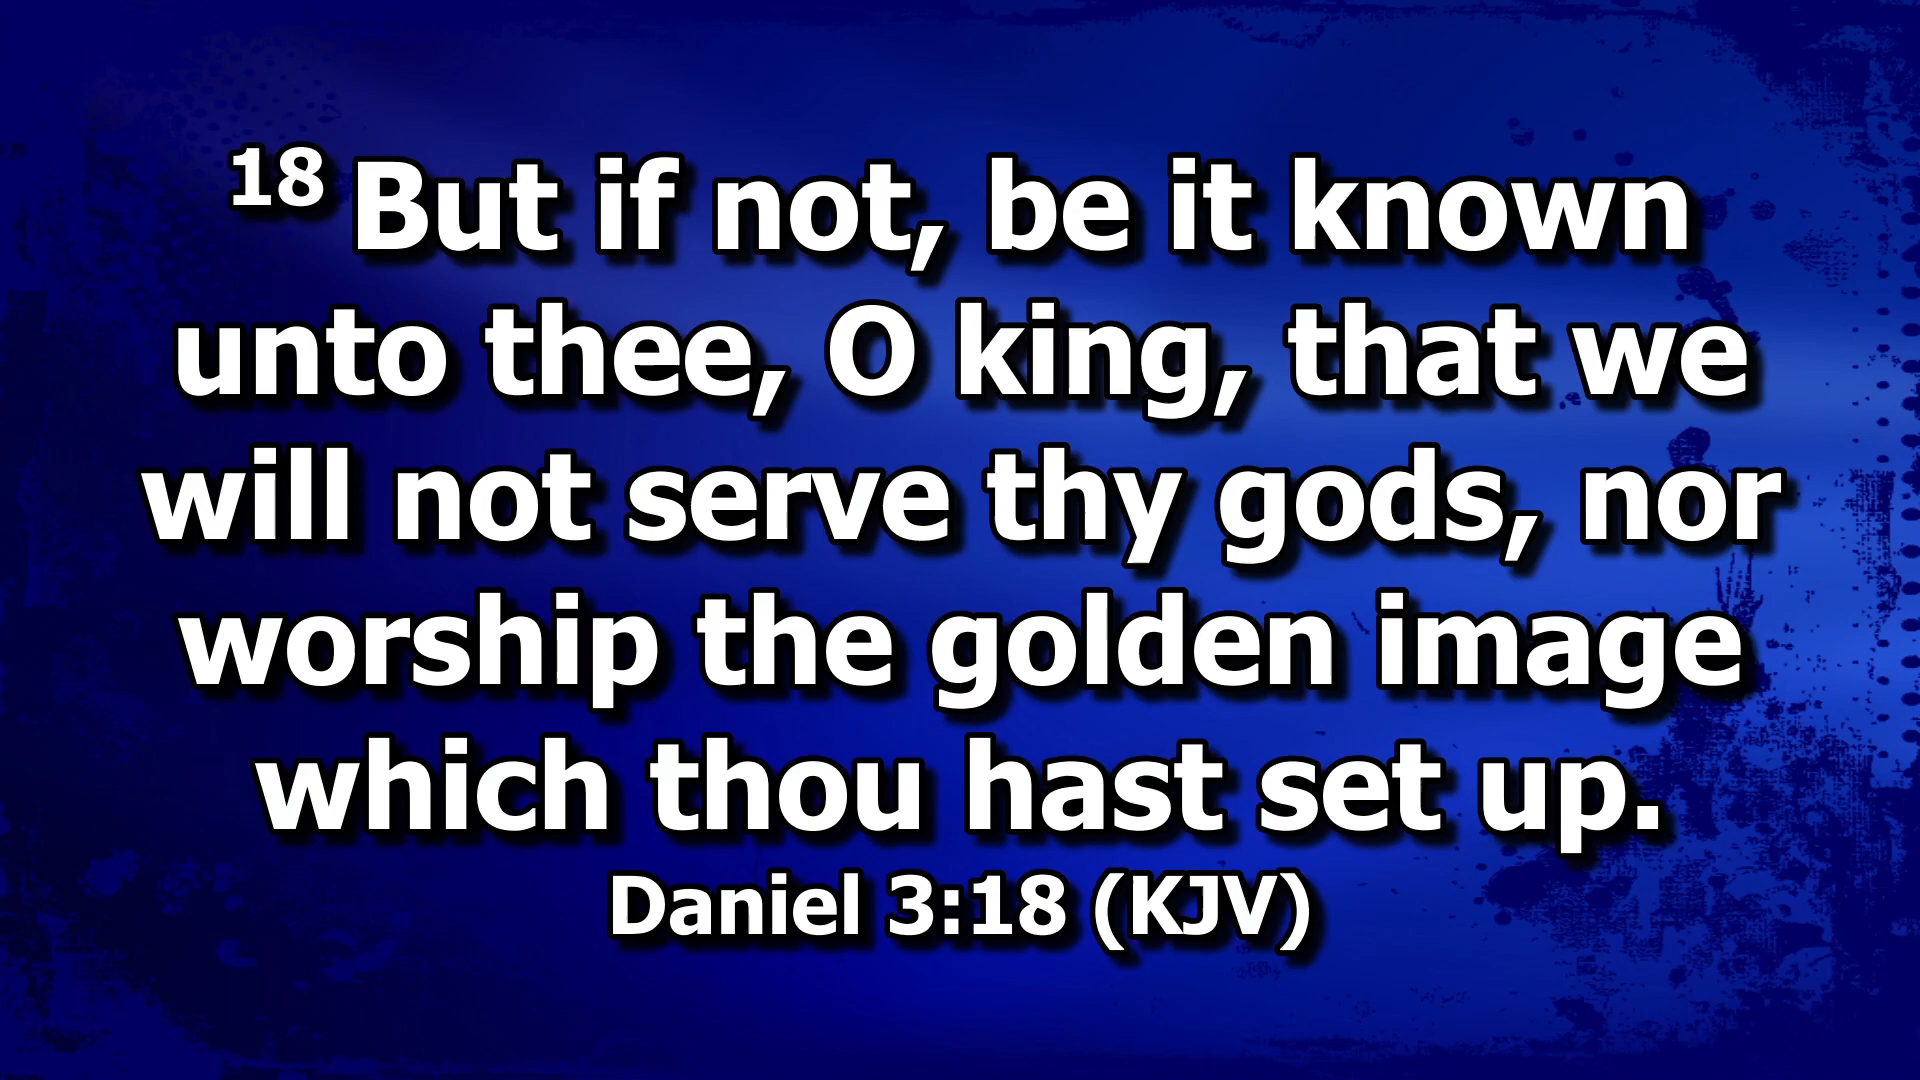 18 But if not, be it known
unto thee, O king, that we
will not serve thy gods, nor
worship the golden image
which thou hast set up.
Daniel 3:18 (KJV)